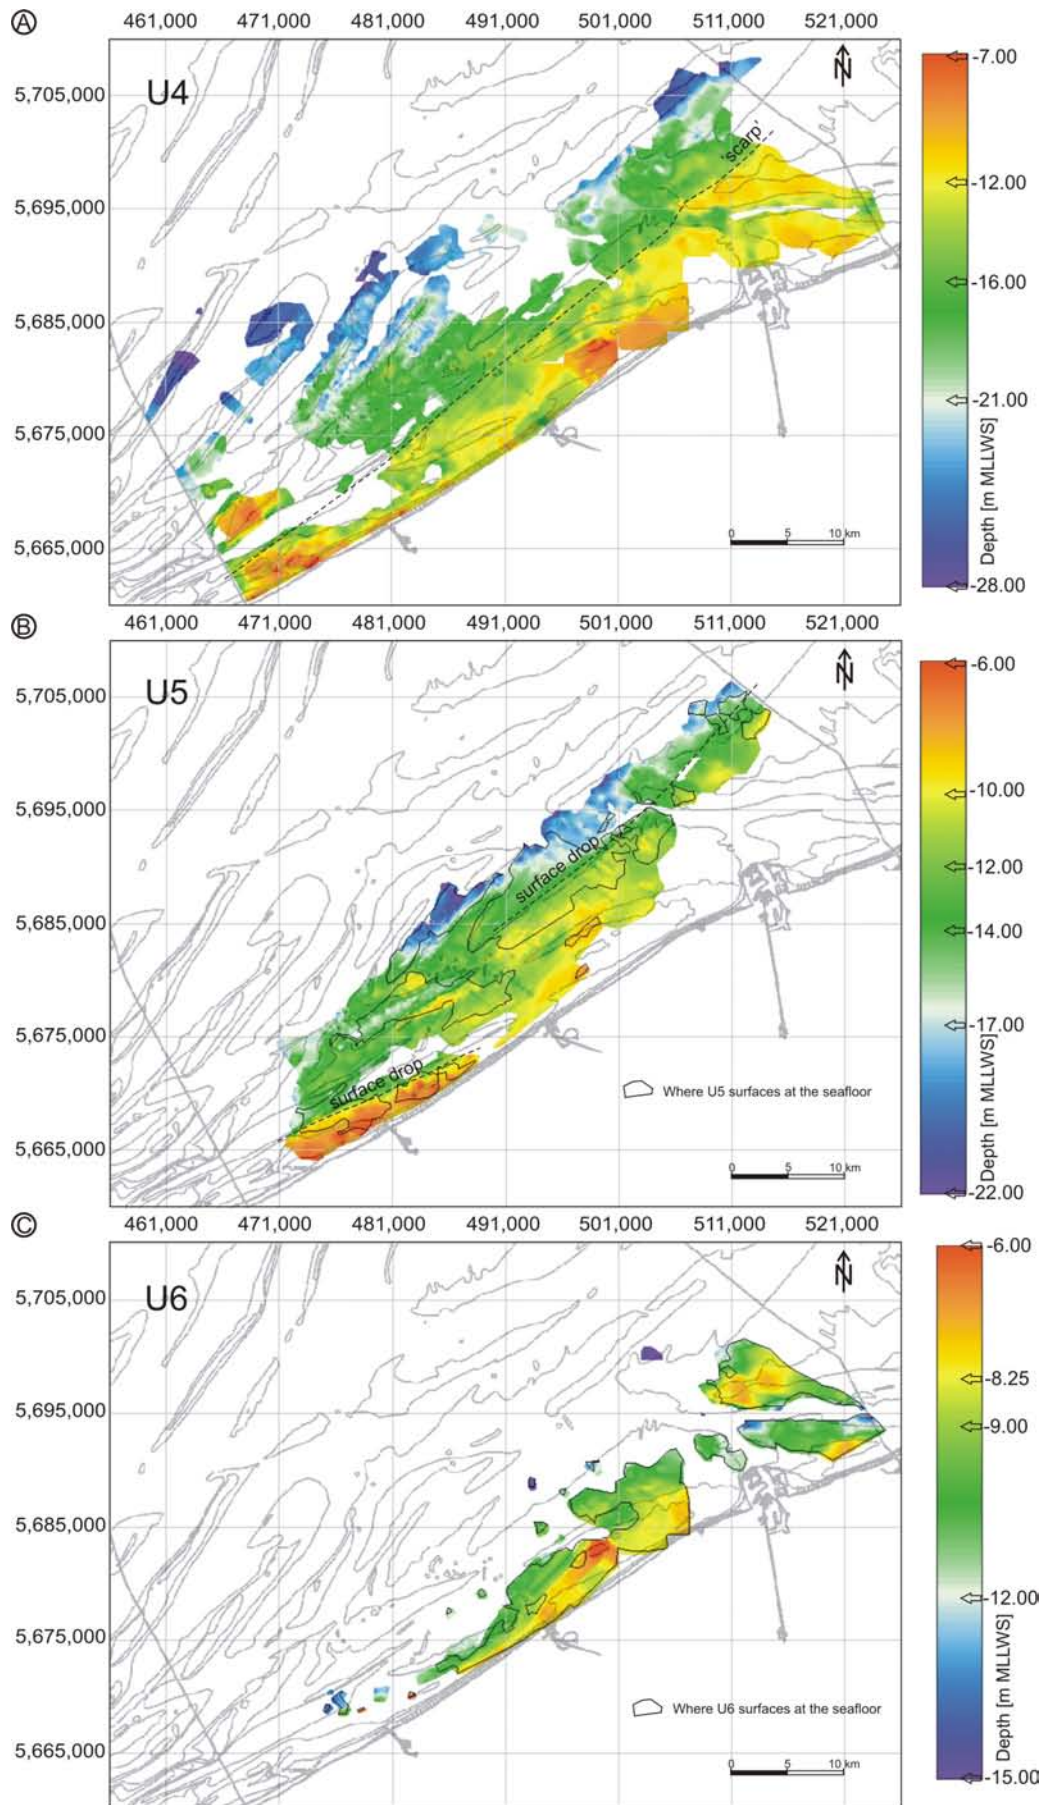 A
461,000 471,000 481,000 491,000 501,000 511,000 521,000
U4
N
5,705,000
5,695,000
5,685,000
5,675,000
5,665,000
'scarp'
0 5 10 km
-7.00
-12.00
-16.00
-21.00
-28.00
Depth [m MLLWS]
B
461,000 471,000 481,000 491,000 501,000 511,000 521,000
U5
N
5,705,000
5,695,000
5,685,000
5,675,000
5,665,000
surface drop
surface drop
Where U5 surfaces at the seafloor
0 5 10 km
-6.00
-10.00
-12.00
-14.00
-17.00
-22.00
Depth [m MLLWS]
C
461,000 471,000 481,000 491,000 501,000 511,000 521,000
U6
N
5,705,000
5,695,000
5,685,000
5,675,000
5,665,000
Where U6 surfaces at the seafloor
0 5 10 km
-6.00
-8.25
-9.00
-12.00
-15.00
Depth [m MLLWS]